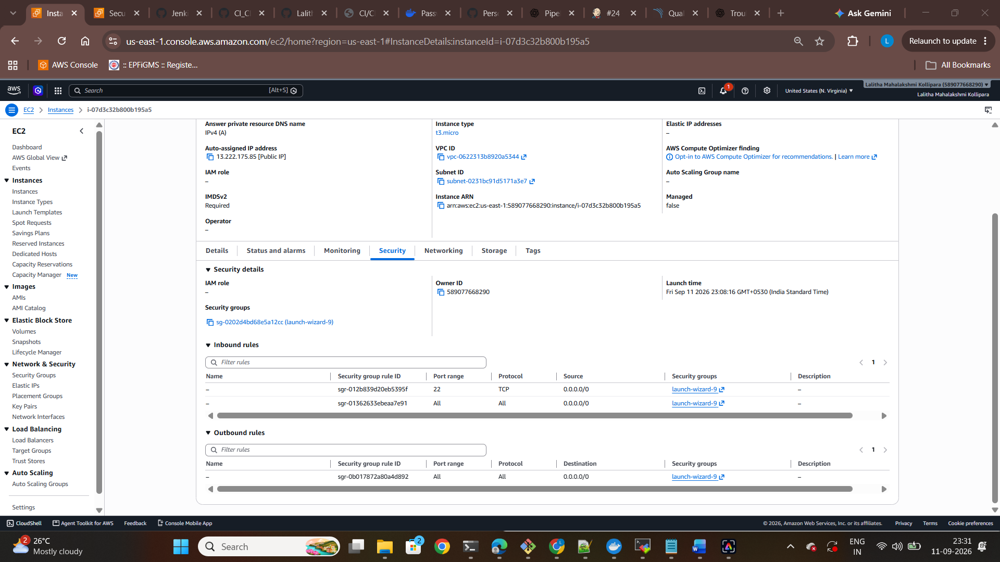 Insta
Secu
Jenki
CI_CI
Lalith
CI/C
Pass
Pers
Pipe
#24
Qual
Trou
Ask Gemini
us-east-1.console.aws.amazon.com/ec2/home?region=us-east-1#InstanceDetails:instanceId=i-07d3c32b800b195a5
L
Relaunch to update
AWS Console
:: EPFiGMS :: Registe...
All Bookmarks
aws
Search
[Alt+S]
1
United States (N. Virginia)
Lalitha Mahalakshmi Kollipara (589077668290)
Lalitha Mahalakshmi Kollipara
EC2
Instances
i-07d3c32b800b195a5
EC2
Dashboard
AWS Global View
Events
Instances
Instances
Instance Types
Launch Templates
Spot Requests
Savings Plans
Reserved Instances
Dedicated Hosts
Capacity Reservations
Capacity Manager New
Images
AMIs
AMI Catalog
Elastic Block Store
Volumes
Snapshots
Lifecycle Manager
Network & Security
Security Groups
Elastic IPs
Placement Groups
Key Pairs
Network Interfaces
Load Balancing
Load Balancers
Target Groups
Trust Stores
Auto Scaling
Auto Scaling Groups
Settings
Answer private resource DNS name
IPv4 (A)
Auto-assigned IP address
13.222.175.85 [Public IP]
IAM role
–
IMDSv2
Required
Operator
–
Instance type
t3.micro
VPC ID
vpc-0622313b8920a5344
Subnet ID
subnet-0231bc91d5171a3e7
Instance ARN
arn:aws:ec2:us-east-1:589077668290:instance/i-07d3c32b800b195a5
Elastic IP addresses
–
AWS Compute Optimizer finding
Opt-in to AWS Compute Optimizer for recommendations. | Learn more
Auto Scaling Group name
–
Managed
false
Details
Status and alarms
Monitoring
Security
Networking
Storage
Tags
Security details
IAM role
–
Security groups
sg-0202d4bd68e5a12cc (launch-wizard-9)
Owner ID
589077668290
Launch time
Fri Sep 11 2026 23:08:16 GMT+0530 (India Standard Time)
Inbound rules
Filter rules
1
Name Security group rule ID Port range Protocol Source Security groups Description
– sgr-012b839d20eb5395f 22 TCP 0.0.0.0/0 launch-wizard-9 –
– sgr-01362633ebeaa7e91 All All 0.0.0.0/0 launch-wizard-9 –
Outbound rules
Filter rules
1
Name Security group rule ID Port range Protocol Destination Security groups Description
– sgr-0b017872a80a4d892 All All 0.0.0.0/0 launch-wizard-9 –
CloudShell
Agent Toolkit for AWS
Feedback
Console Mobile App
© 2026, Amazon Web Services, Inc. or its affiliates.
Privacy
Terms
Cookie preferences
2
26°C
Mostly cloudy
Search
2
ENG
IN
23:31
11-09-2026